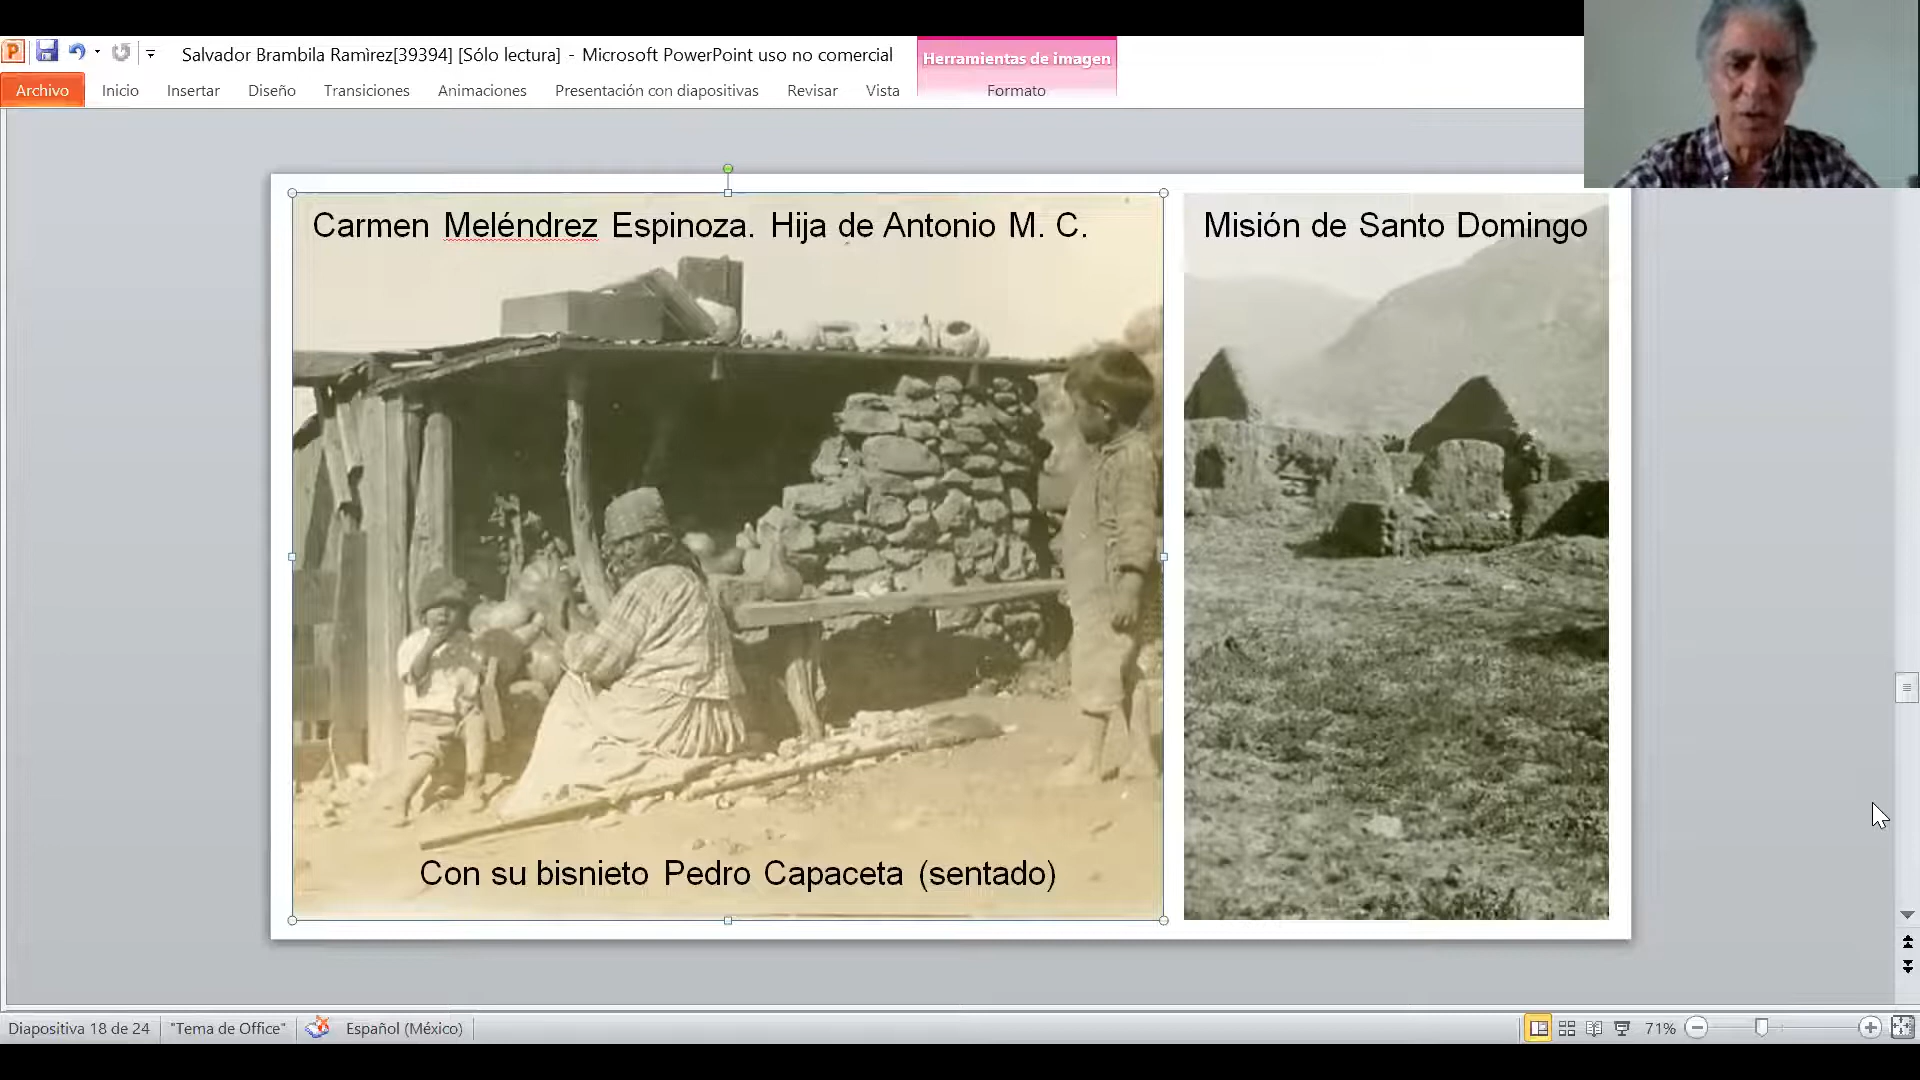 Salvador Brambila Ramìrez[39394] [Sólo lectura] - Microsoft PowerPoint uso no comercial
Herramientas de imagen
Archivo Inicio Insertar Diseño Transiciones Animaciones Presentación con diapositivas Revisar Vista Formato
Carmen Meléndrez Espinoza. Hija de Antonio M. C.
Misión de Santo Domingo
Con su bisnieto Pedro Capaceta (sentado)
Diapositiva 18 de 24 "Tema de Office" Español (México) 71%